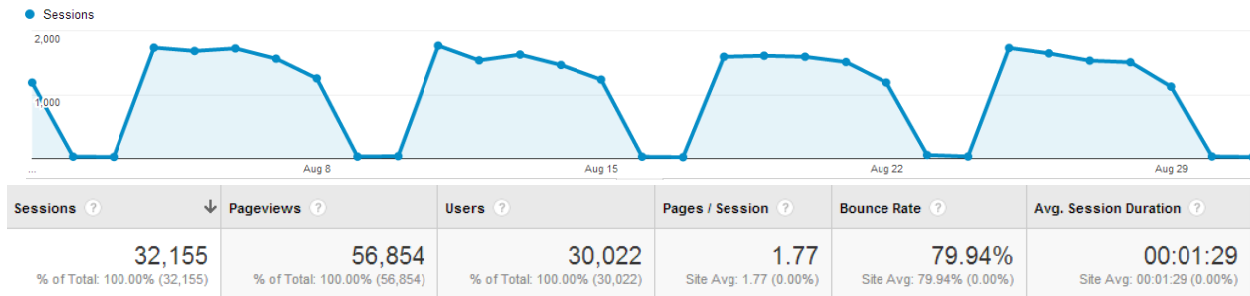 Sessions
2,000
1,000
... Aug 8 Aug 15 Aug 22 Aug 29
Sessions ? Pageviews ? Users ? Pages / Session ? Bounce Rate ? Avg. Session Duration ?
32,155 56,854 30,022 1.77 79.94% 00:01:29
% of Total: 100.00% (32,155) % of Total: 100.00% (56,854) % of Total: 100.00% (30,022) Site Avg: 1.77 (0.00%) Site Avg: 79.94% (0.00%) Site Avg: 00:01:29 (0.00%)